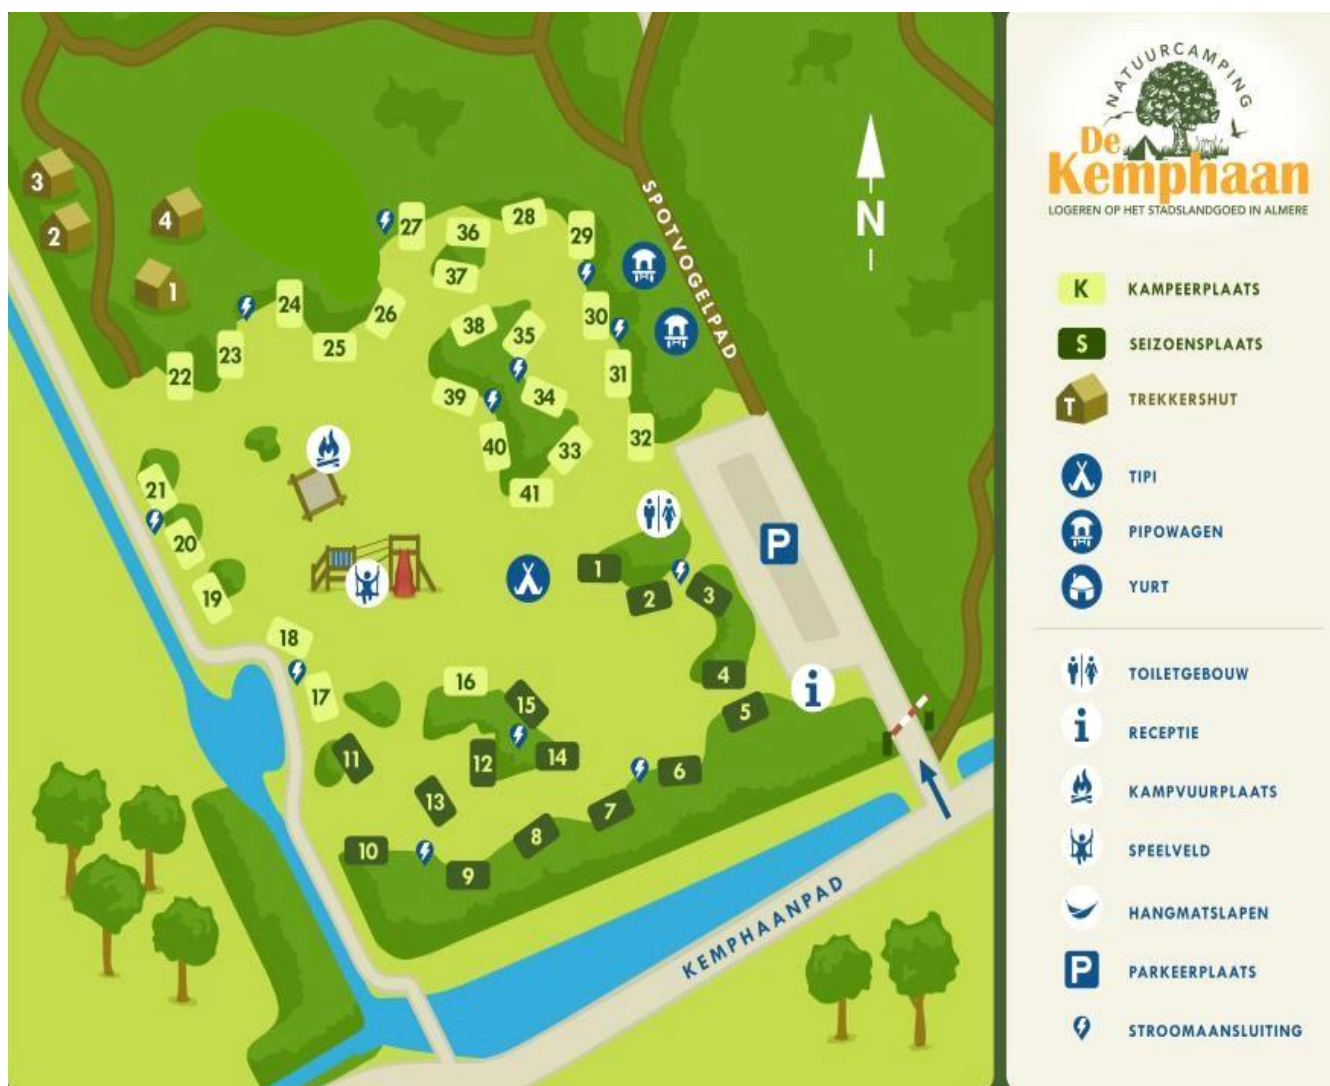 NATUURCAMPING
De
Kemphaan
LOGEREN OP HET STADSLANDGOED IN ALMERE
K KAMPEERPLAATS
S SEIZOENSPLAATS
T TREKKERSHUT
TIPI
PIPOWAGEN
YURT
TOILETGEBOUW
i RECEPTIE
KAMPVUURPLAATS
SPEELVELD
HANGMATSLAPEN
P PARKEERPLAATS
STROOMAANSLUITING
N
SPOTVOGELPAD
KEMPHAANPAD
P
i
3
2
4
1
27
36
28
29
37
24
26
30
38
35
25
23
22
31
39
34
40
33
32
41
21
20
19
18
17
16
1
2
3
4
5
15
11
12
14
6
13
7
8
10
9